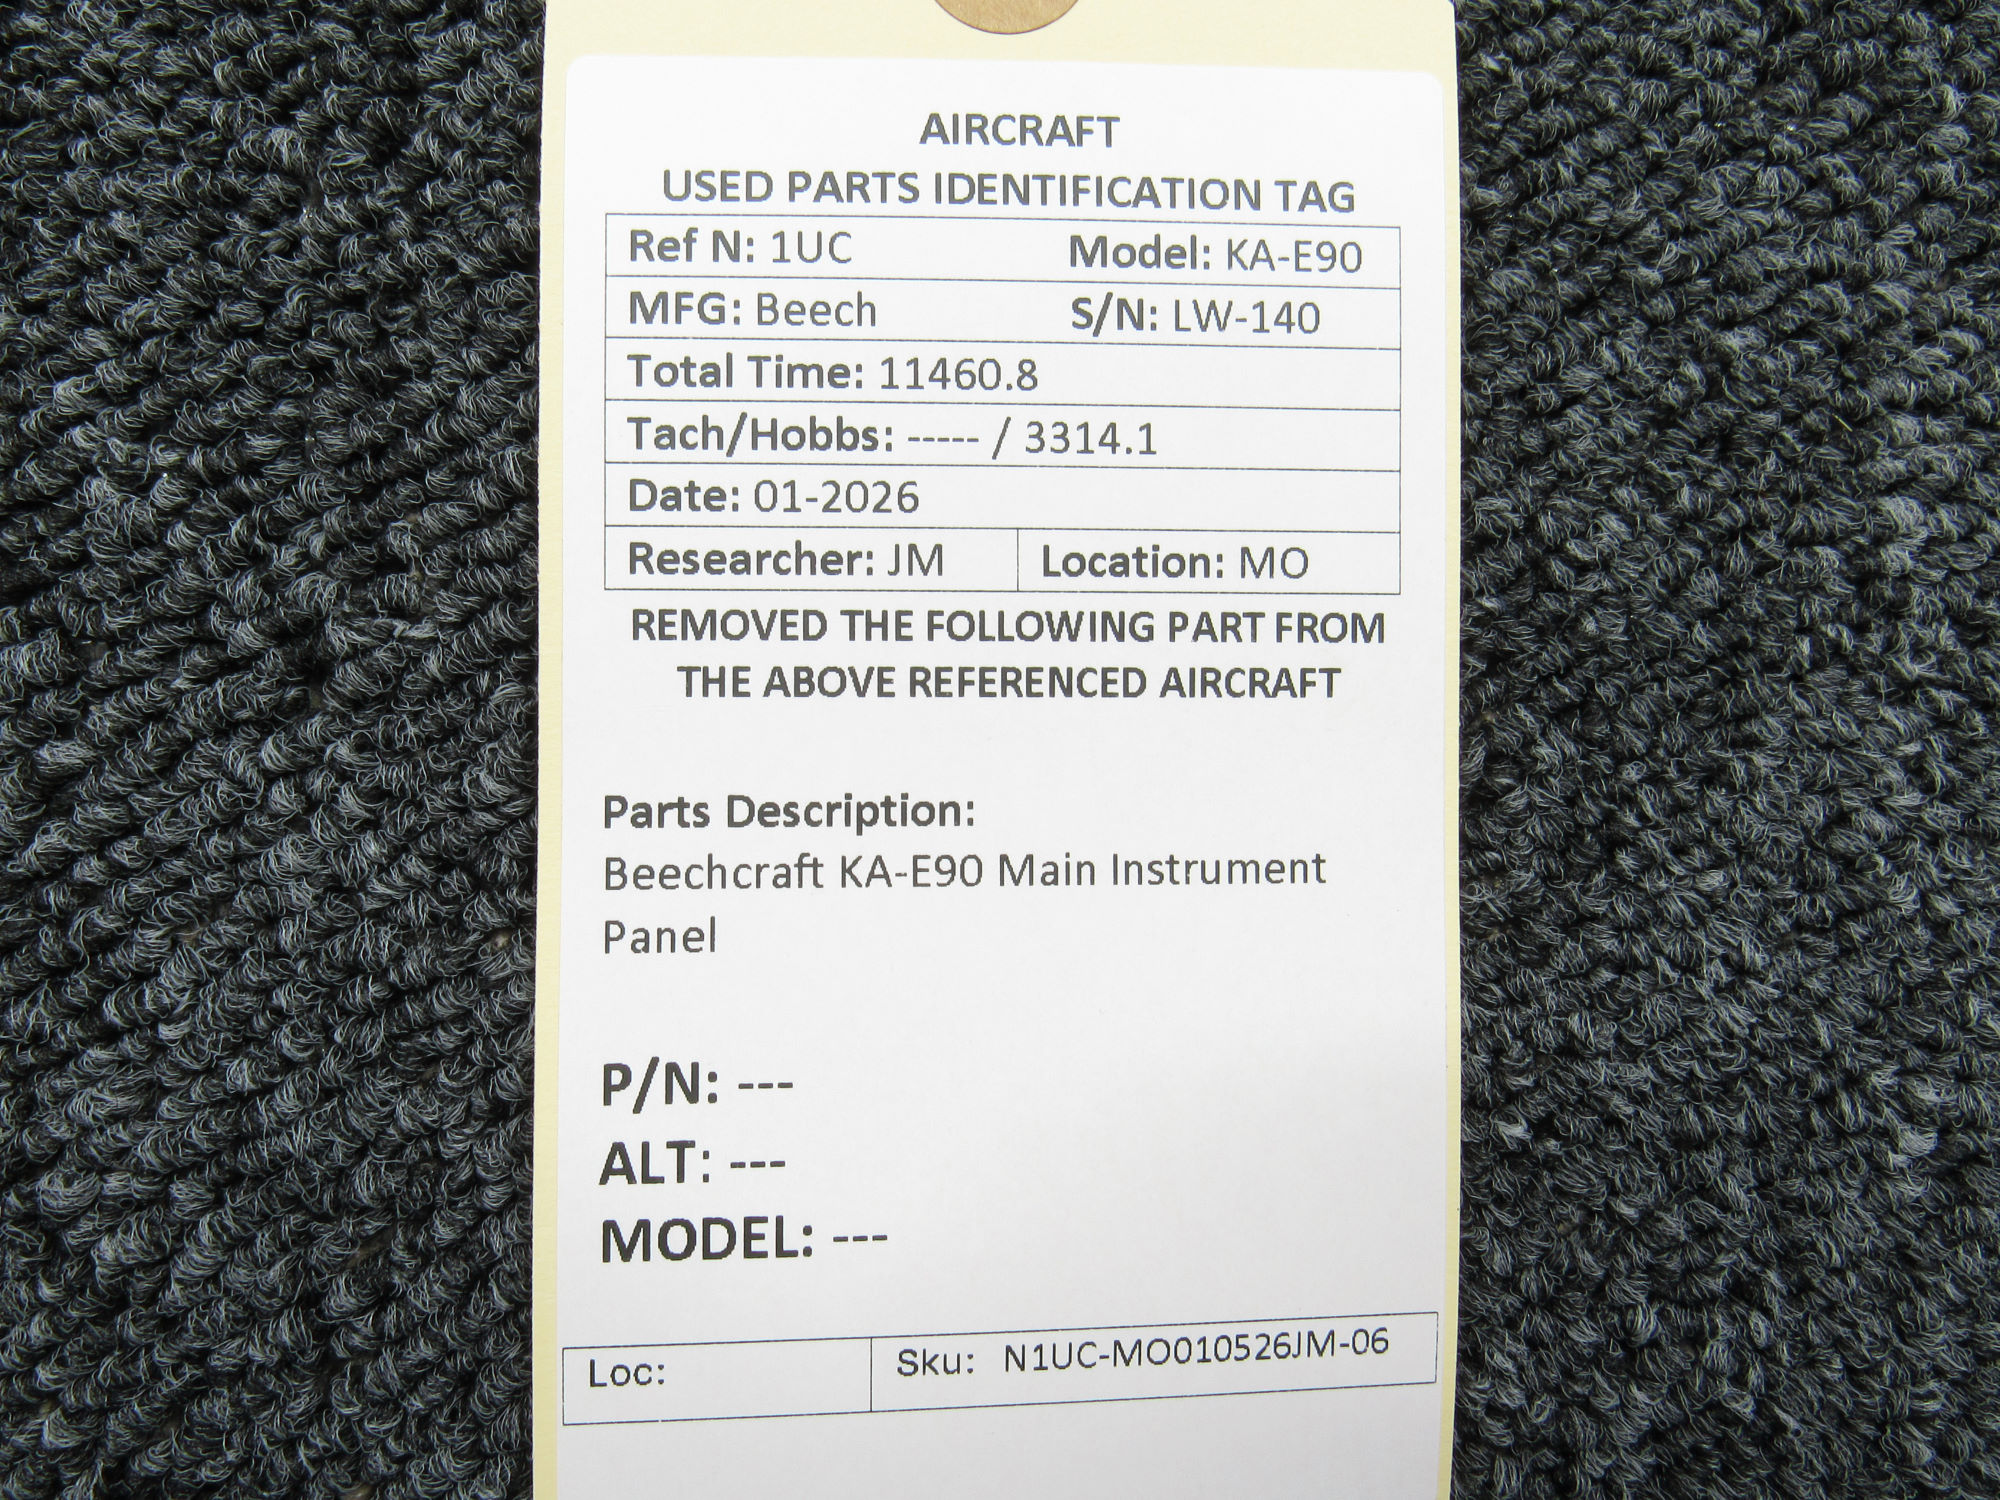 AIRCRAFT
USED PARTS IDENTIFICATION TAG
Ref N: 1UC Model: KA-E90
MFG: Beech S/N: LW-140
Total Time: 11460.8
Tach/Hobbs: ----- / 3314.1
Date: 01-2026
Researcher: JM Location: MO
REMOVED THE FOLLOWING PART FROM
THE ABOVE REFERENCED AIRCRAFT
Parts Description:
Beechcraft KA-E90 Main Instrument
Panel
P/N: ---
ALT: ---
MODEL: ---
Loc: Sku: N1UC-MO010526JM-06